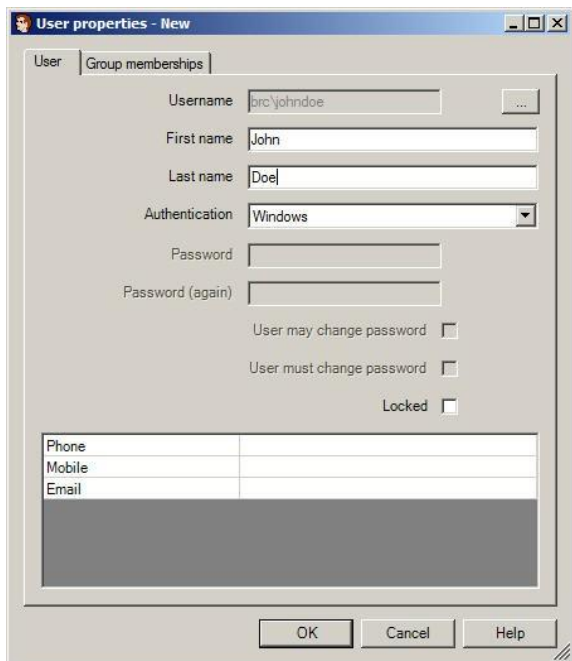 User properties - New
User Group memberships
Username brc\johndoe ...
First name John
Last name Doe
Authentication Windows
Password
Password (again)
User may change password
User must change password
Locked
Phone
Mobile
Email
OK Cancel Help